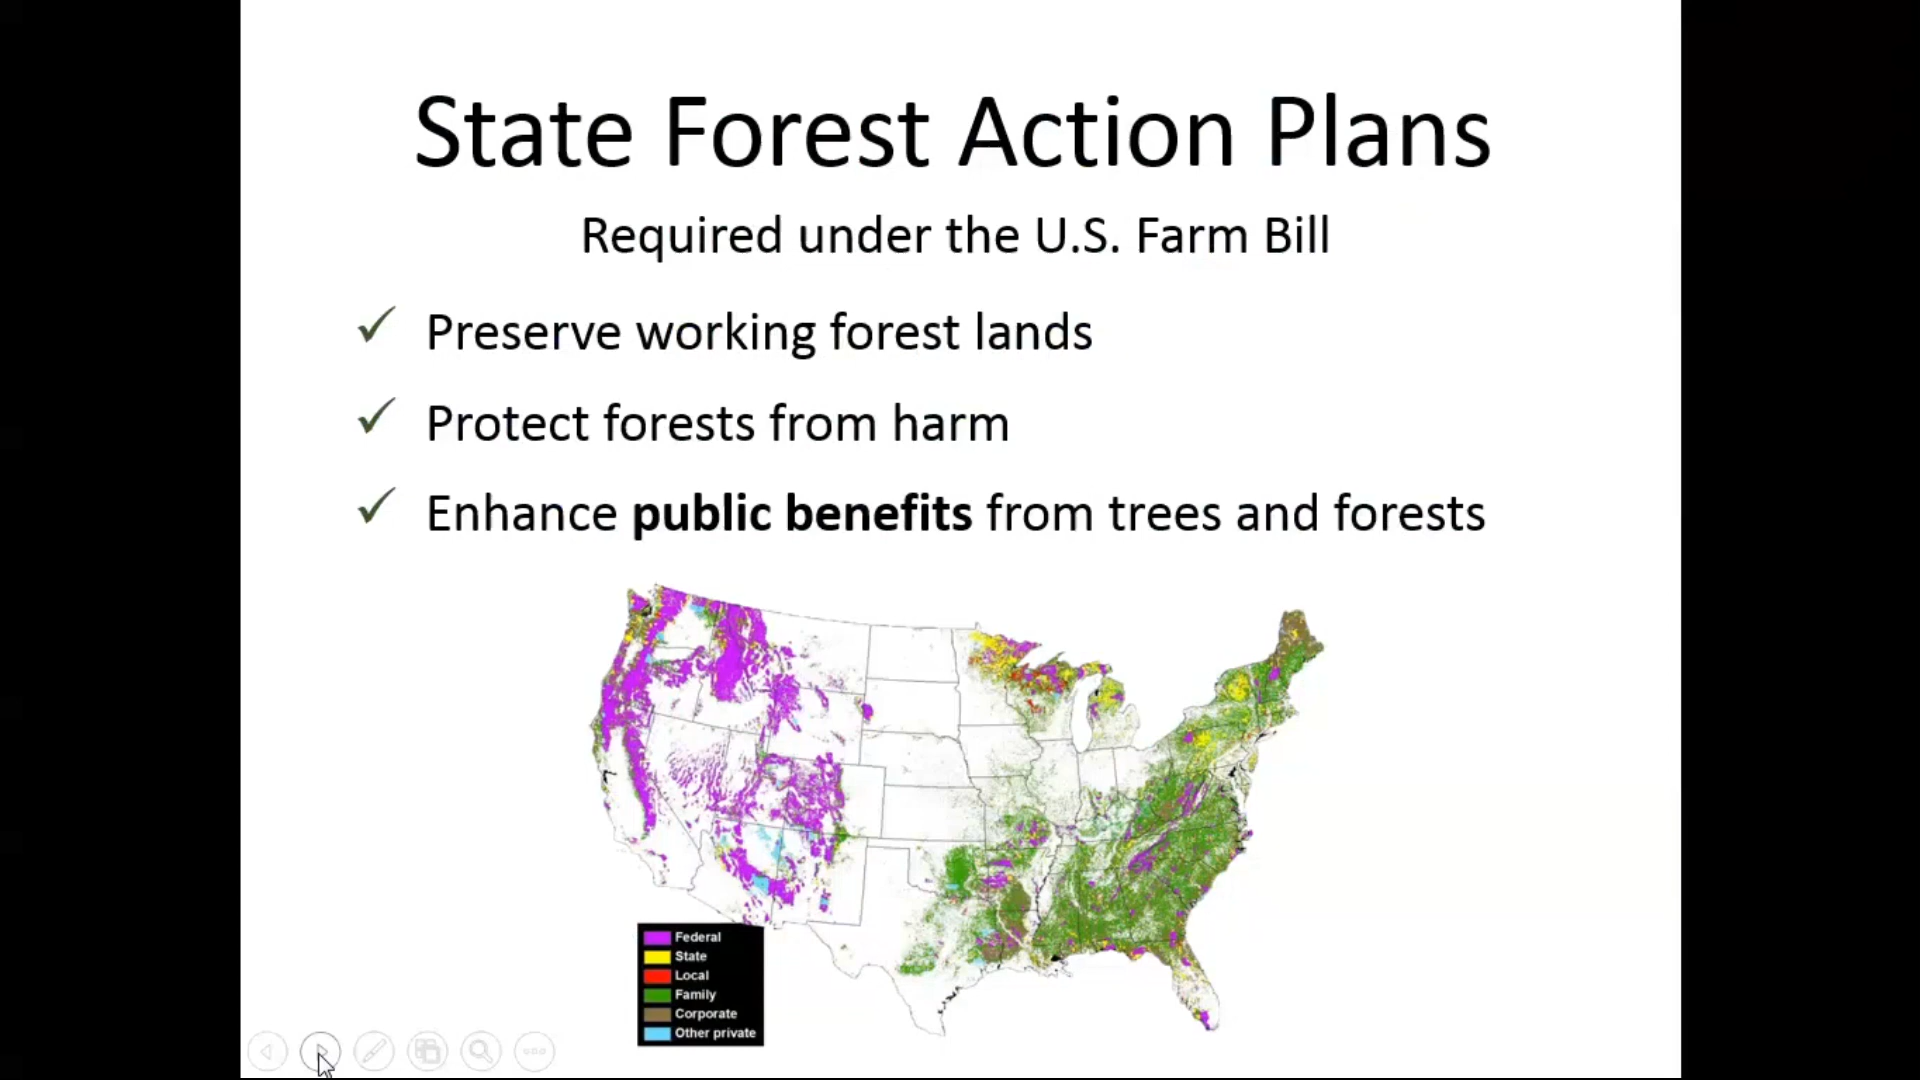 State Forest Action Plans
Required under the U.S. Farm Bill
✓ Preserve working forest lands
✓ Protect forests from harm
✓ Enhance public benefits from trees and forests
Federal
State
Local
Family
Corporate
Other private